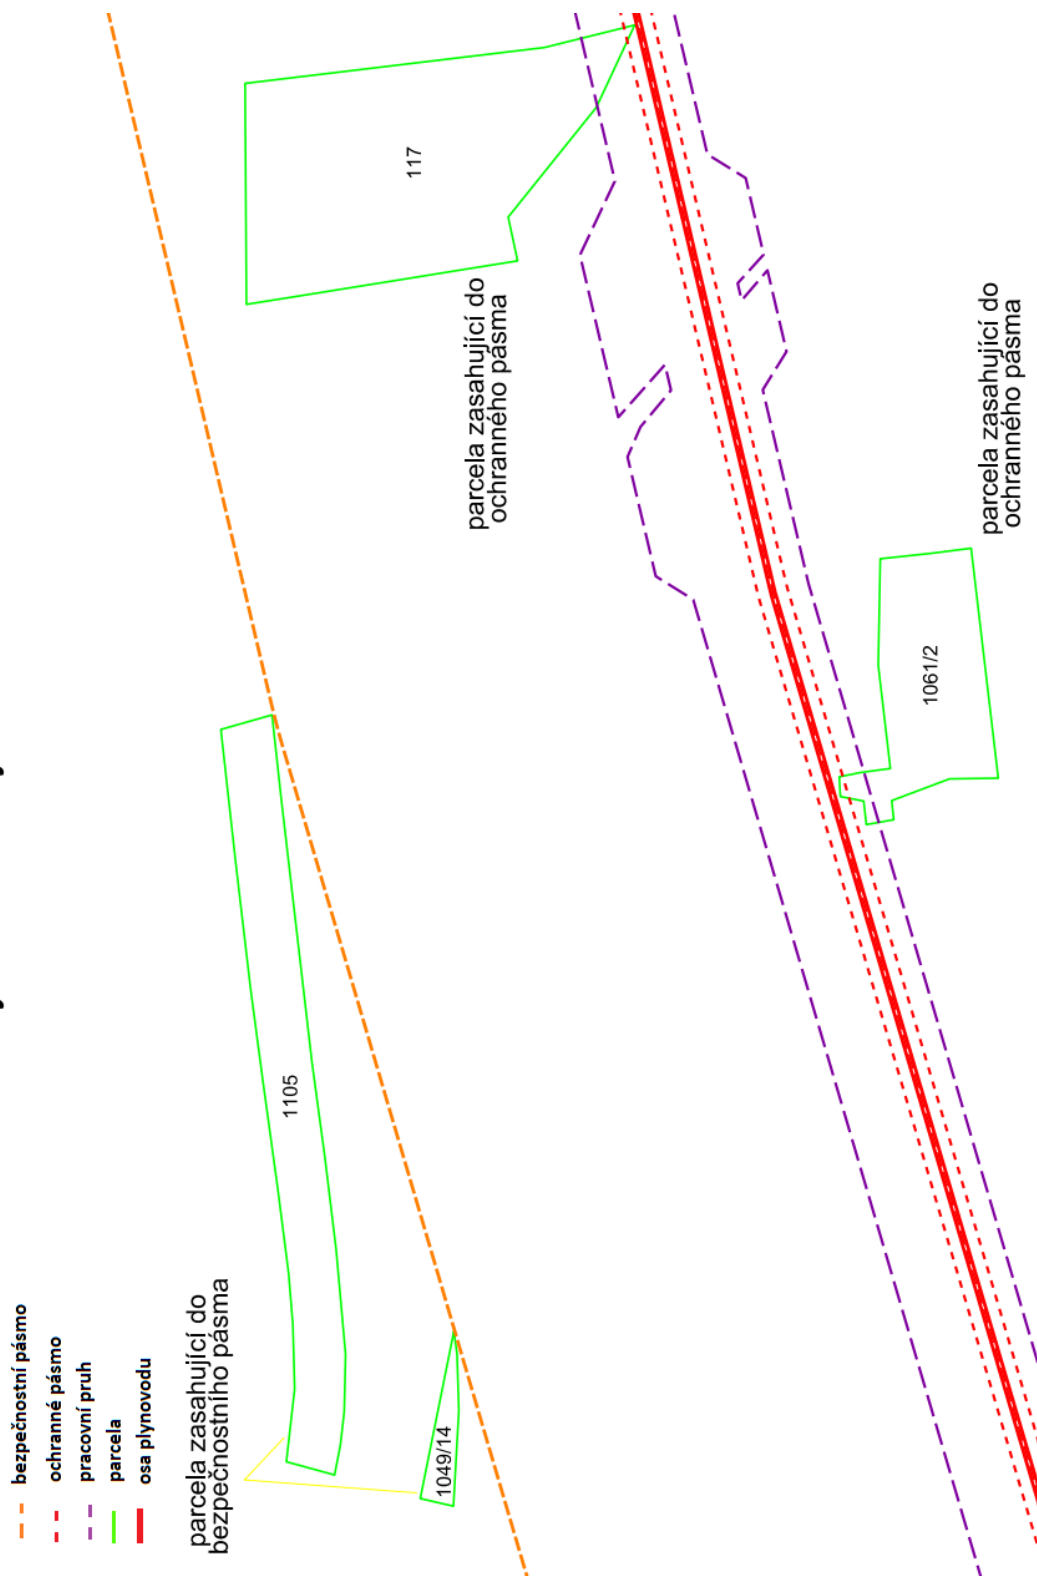 bezpečnostní pásmo
ochranné pásmo
pracovní pruh
parcela
osa plynovodu
parcela zasahující do
bezpečnostního pásma
1049/14
1105
117
parcela zasahující do
ochranného pásma
1061/2
parcela zasahující do
ochranného pásma